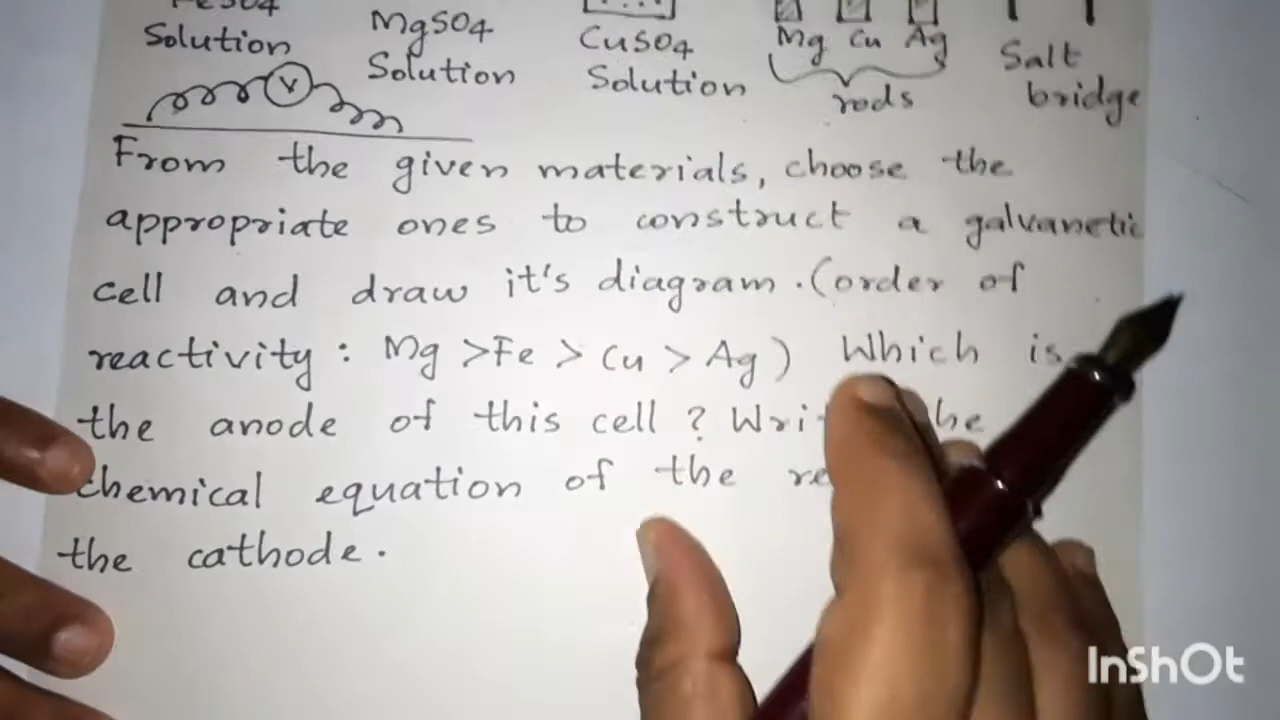 Solution
MgSO4
Solution
CuSO4
Solution
Mg Cu Ag
rods
Salt
bridge
V
From the given materials, choose the
appropriate ones to construct a galvanetic
cell and draw it's diagram. (order of
reactivity : Mg >Fe > Cu > Ag) Which is
the anode of this cell ? 
chemical equation of the
the cathode.
InShOt